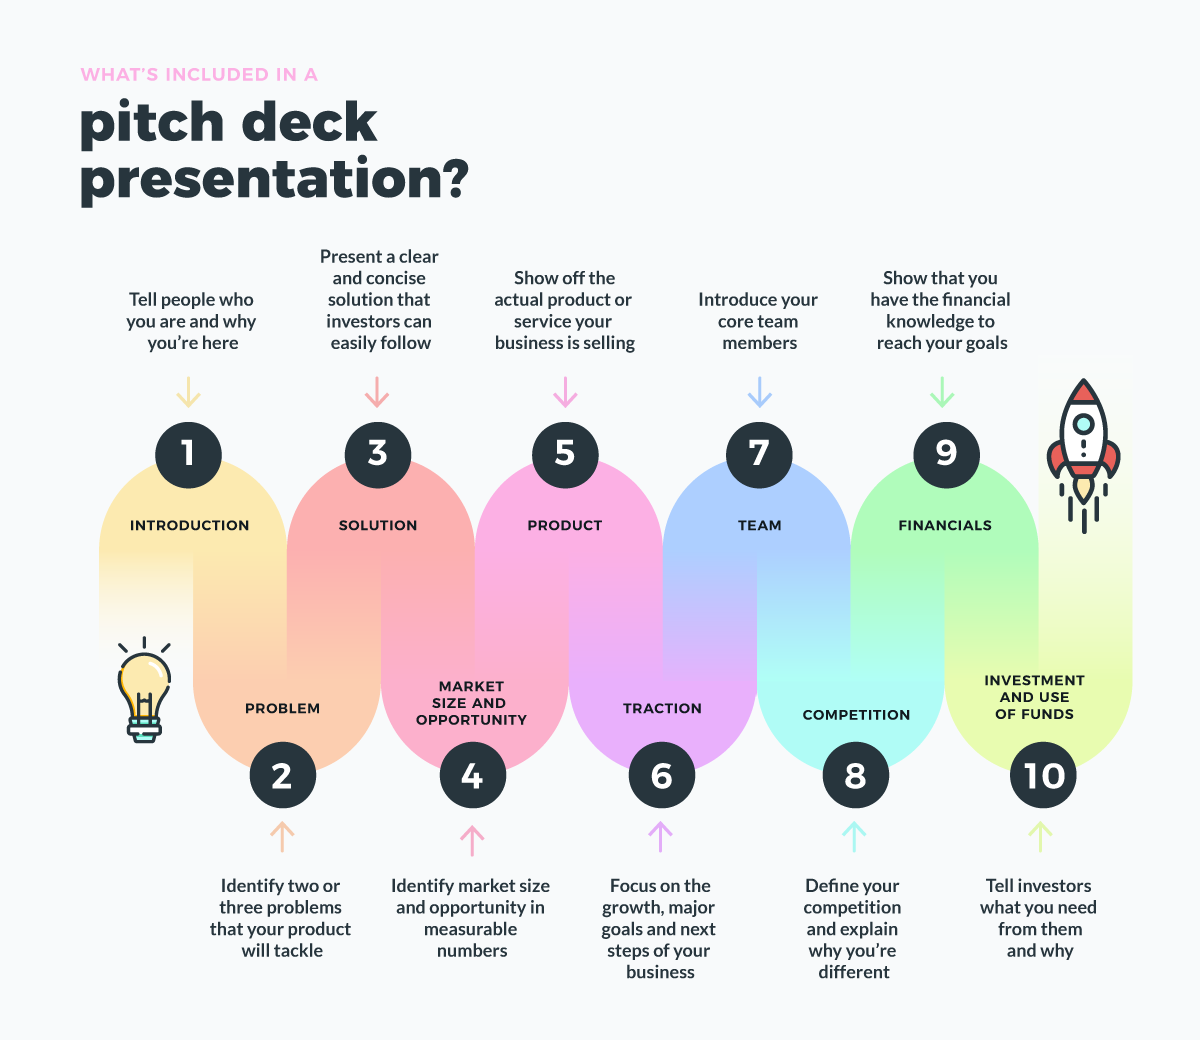 WHAT'S INCLUDED IN A
pitch deck
presentation?
Tell people who
you are and why
you're here
1
INTRODUCTION
PROBLEM
2
Identify two or
three problems
that your product
will tackle
Present a clear
and concise
solution that
investors can
easily follow
3
SOLUTION
MARKET
SIZE AND
OPPORTUNITY
4
Identify market size
and opportunity in
measurable
numbers
Show off the
actual product or
service your
business is selling
5
PRODUCT
TRACTION
6
Focus on the
growth, major
goals and next
steps of your
business
Introduce your
core team
members
7
TEAM
COMPETITION
8
Define your
competition
and explain
why you're
different
Show that you
have the financial
knowledge to
reach your goals
9
FINANCIALS
INVESTMENT
AND USE
OF FUNDS
10
Tell investors
what you need
from them
and why